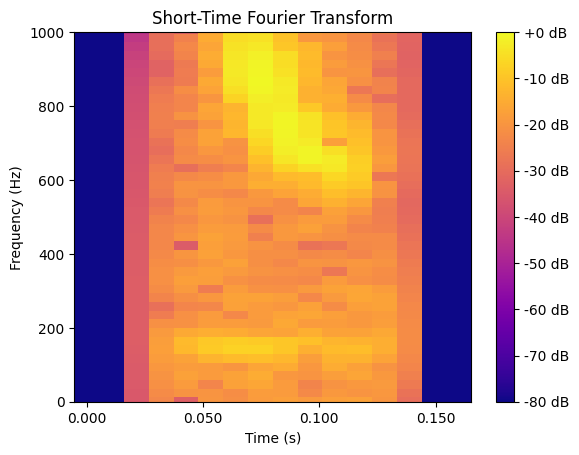 Short-Time Fourier Transform
1000
800
600
400
200
0
Frequency (Hz)
0.000
0.050
0.100
0.150
Time (s)
+0 dB
-10 dB
-20 dB
-30 dB
-40 dB
-50 dB
-60 dB
-70 dB
-80 dB